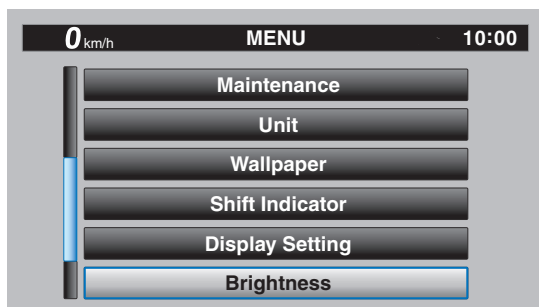 0 km/h MENU 10:00
Maintenance
Unit
Wallpaper
Shift Indicator
Display Setting
Brightness